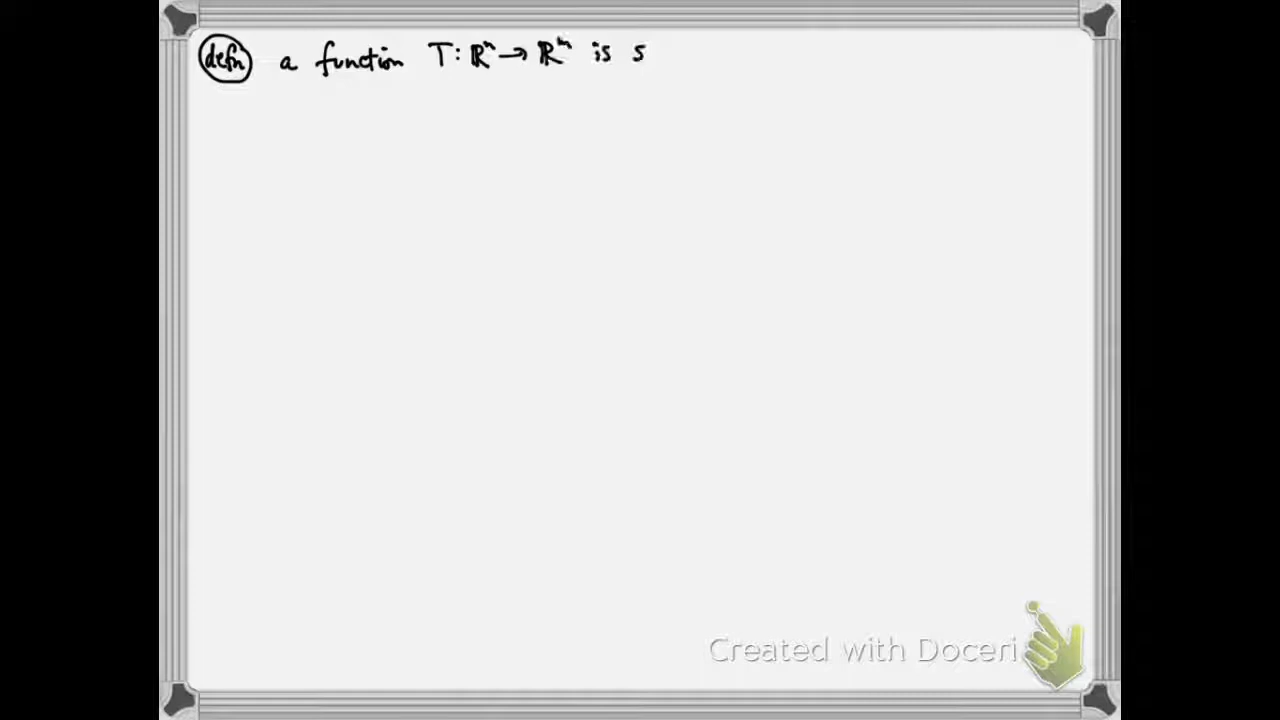 defn a function T: ℝⁿ → ℝᵐ is s
Created with Doceri